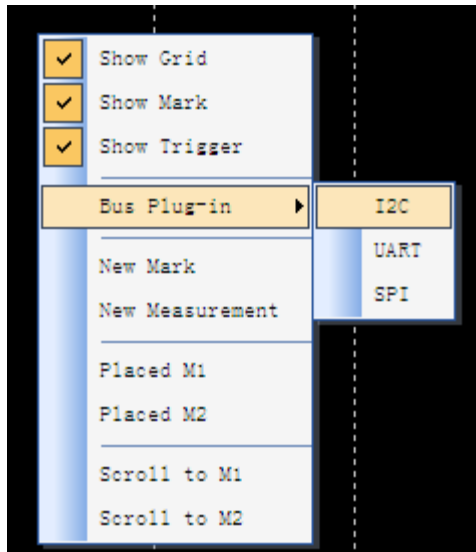 Show Grid
Show Mark
Show Trigger
Bus Plug-in
I2C
UART
SPI
New Mark
New Measurement
Placed M1
Placed M2
Scroll to M1
Scroll to M2